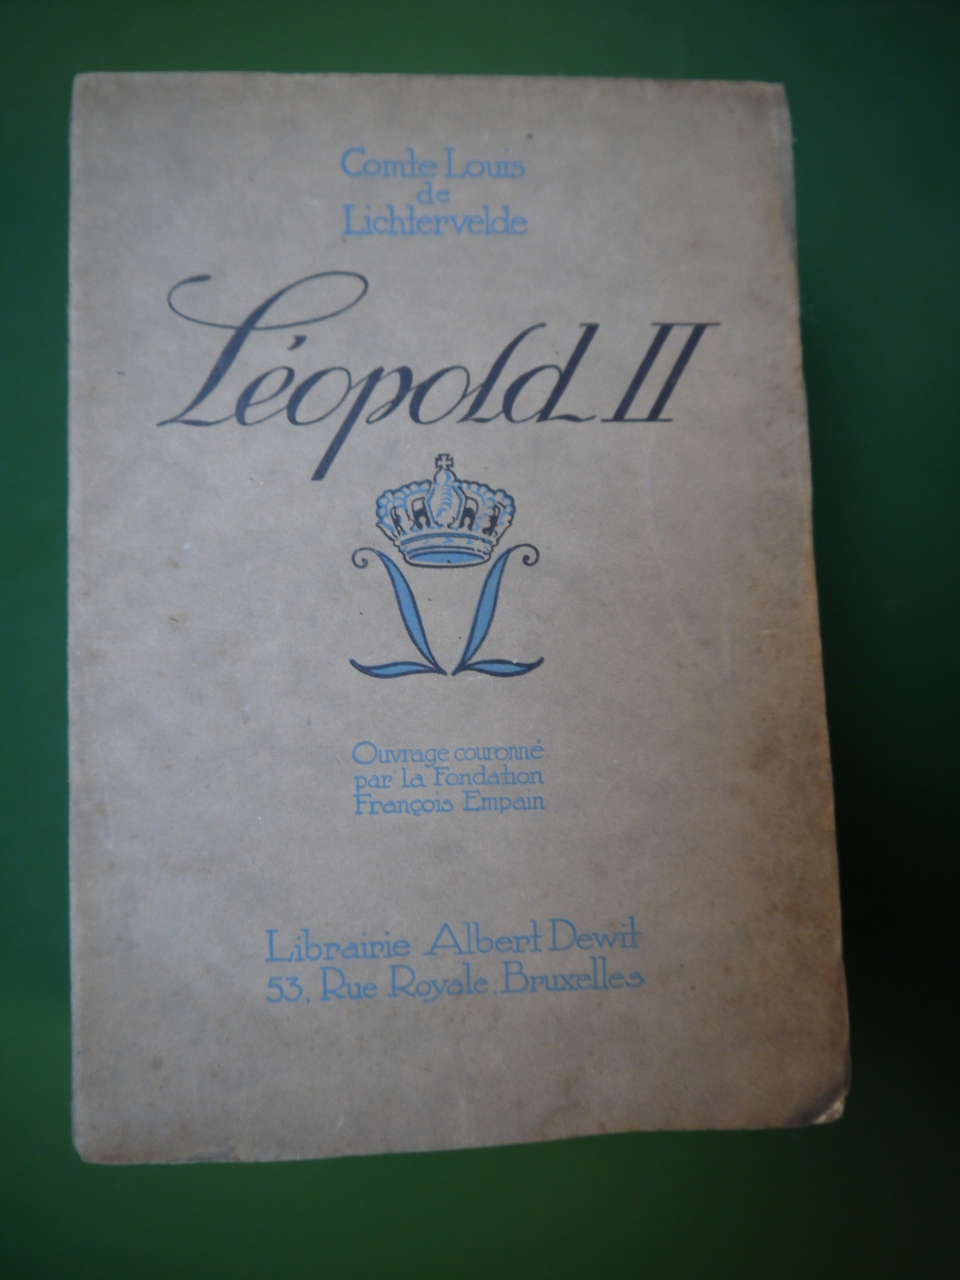 Comte Louis
de
Lichtervelde
Léopold II
Ouvrage couronné
par la Fondation
François Empain
Librairie Albert Dewit
53, Rue Royale, Bruxelles